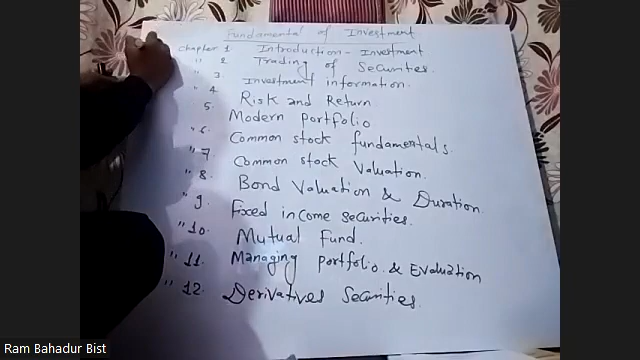 Fundamental of Investment
Chapter 1 Introduction - Investment
" 2 Trading of Securities.
" 3. Investment information.
" 4. Risk and Return
5. Modern portfolio
" 6. Common stock fundamentals.
" 7 Common stock Valuation.
" 8. Bond Valuation & Duration.
" 9. Fixed income securities.
" 10. Mutual Fund.
" 11. Managing portfolio & Evaluation
" 12. Derivatives Securities.
Ram Bahadur Bist